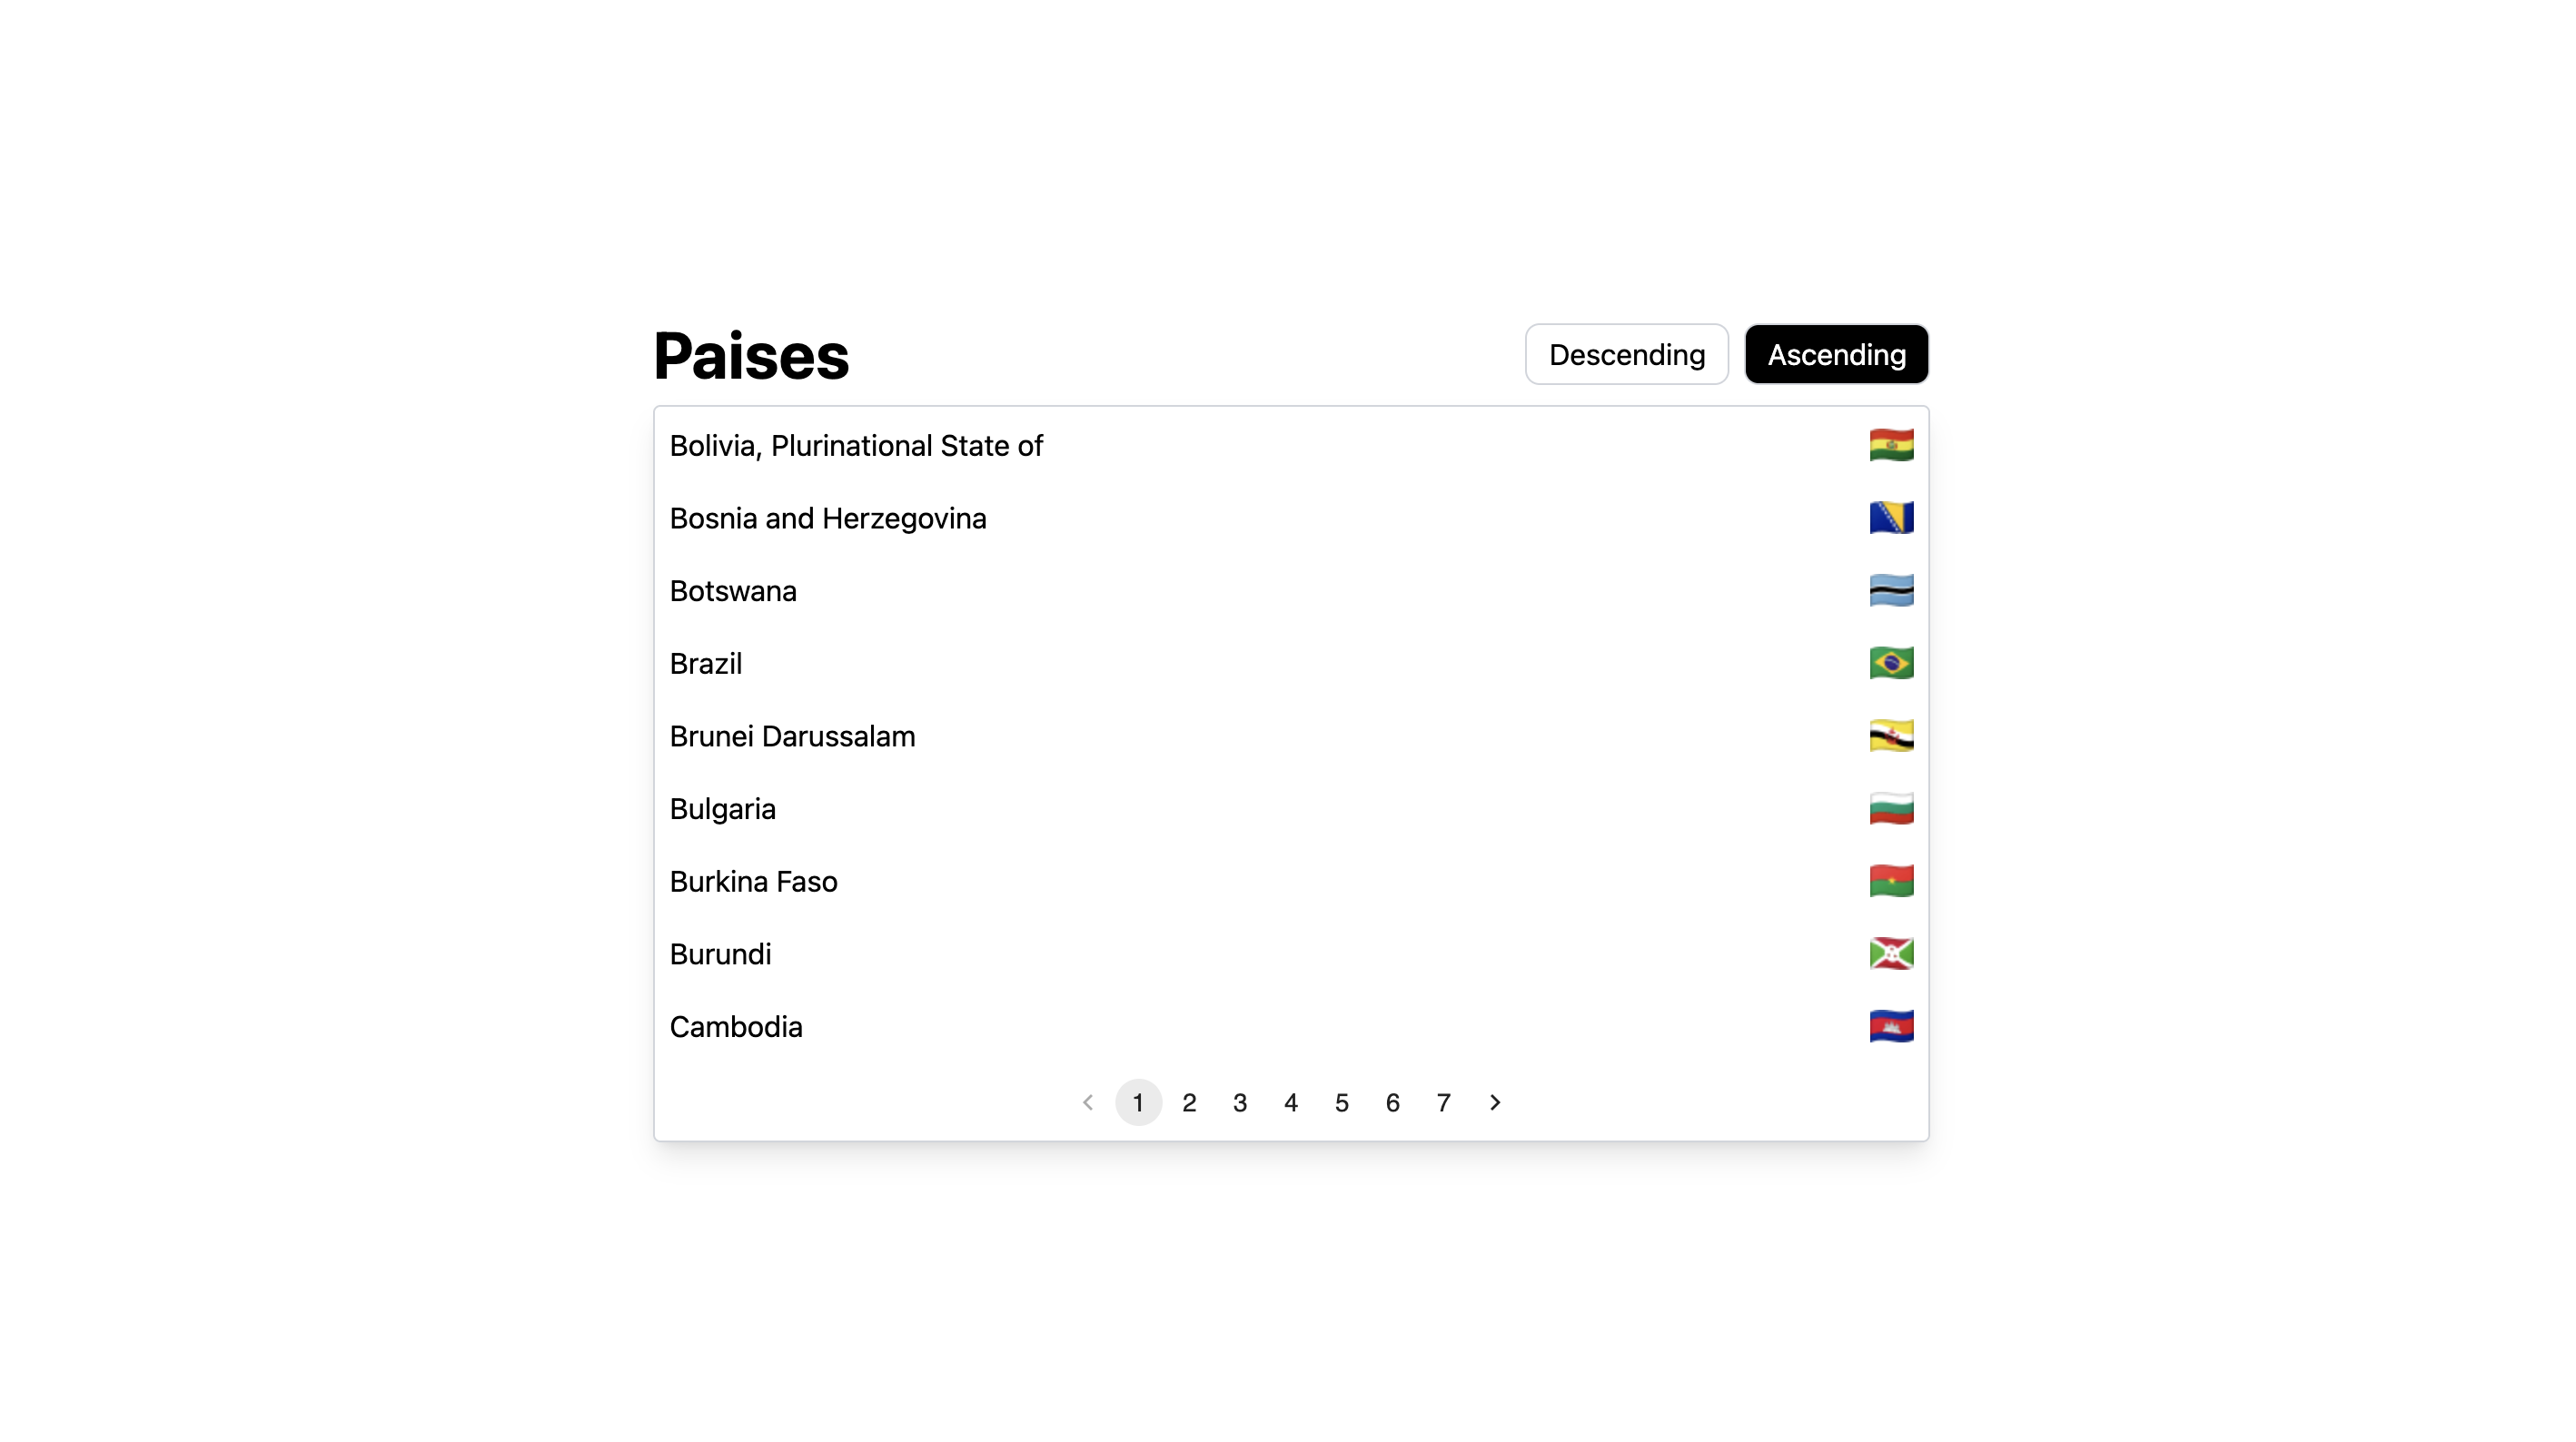 Paises
Descending
Ascending
Bolivia, Plurinational State of
Bosnia and Herzegovina
Botswana
Brazil
Brunei Darussalam
Bulgaria
Burkina Faso
Burundi
Cambodia
1 2 3 4 5 6 7